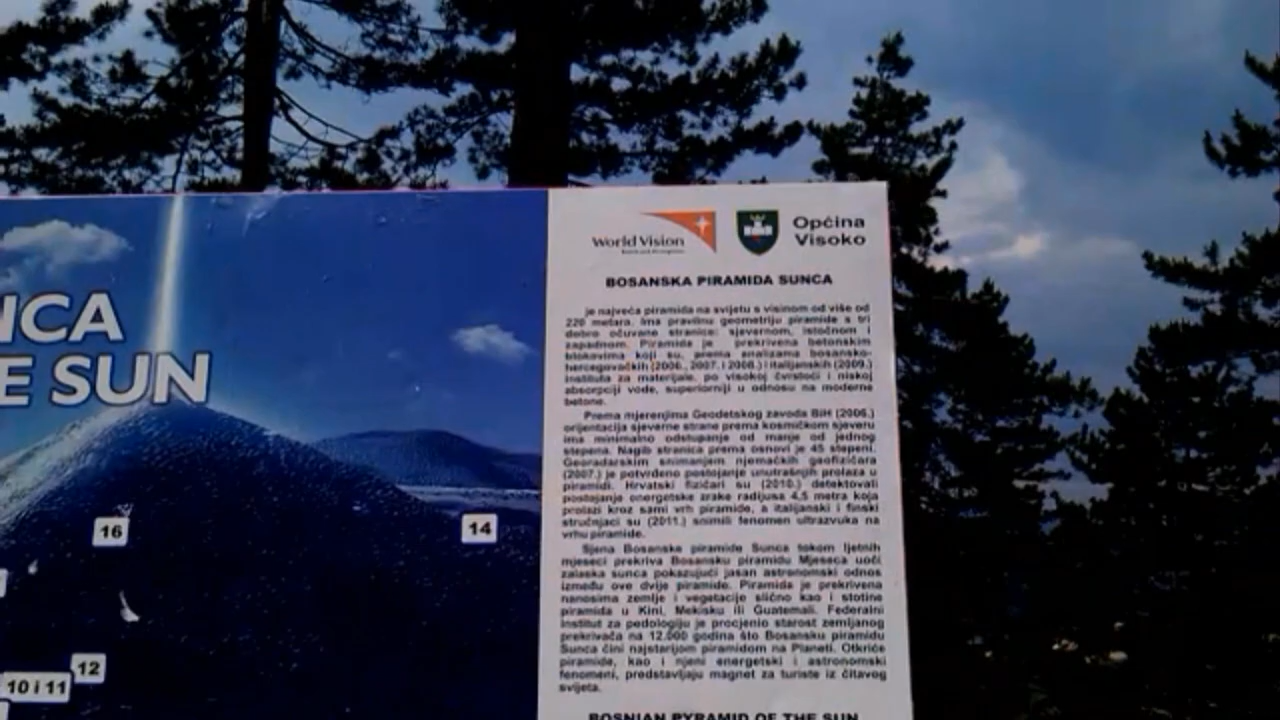 NCA
E SUN
16
14
12
10 i 11
World Vision
Općina
Visoko
BOSANSKA PIRAMIDA SUNCA
je najveća piramida na svijetu s visinom od više od
220 metara. Ima pravilnu geometriju piramide s tri
dobro očuvane stranice: sjevernom, istočnom i
zapadnom. Piramida je prekrivena betonskim
blokovima koji su, prema analizama bosansko-
hercegovačkih (2006., 2007. i 2008.) i italijanskih (2009.)
instituta za materijale, po visokoj čvrstoći i niskoj
absorpciji vode, superiorniji u odnosu na moderne
betone.
Prema mjerenjima Geodetskog zavoda BiH (2006.)
orijentacija sjeverne strane prema kosmičkom sjeveru
ima minimalno odstupanje od manje od jednog
stepena. Nagib stranica prema osnovi je 45 stepeni.
Georadarskim snimanjem njemačkih geofizičara
(2007.) je potvrđeno postojanje unutrašnjih prolaza u
piramidi. Hrvatski fizičari su (2010.) detektovali
postojanje energetske zrake radijusa 4,5 metra koja
prolazi kroz sami vrh piramide, a italijanski i finski
stručnjaci su (2011.) snimili fenomen ultrazvuka na
vrhu piramide.
Sjena Bosanske piramide Sunca tokom ljetnih
mjeseci prekriva Bosansku piramidu Mjeseca uoči
zalaska sunca pokazujući jasan astronomski odnos
između ove dvije piramide. Piramida je prekrivena
nanosima zemlje i vegetacije slično kao i stotine
piramida u Kini, Meksiku ili Guatemali. Federalni
institut za pedologiju je procjenio starost zemljanog
prekrivača na 12.000 godina što Bosansku piramidu
Sunca čini najstarijom piramidom na Planeti. Otkriće
piramide, kao i njeni energetski i astronomski
fenomeni, predstavljaju magnet za turiste iz čitavog
svijeta.
BOSNIAN PYRAMID OF THE SUN